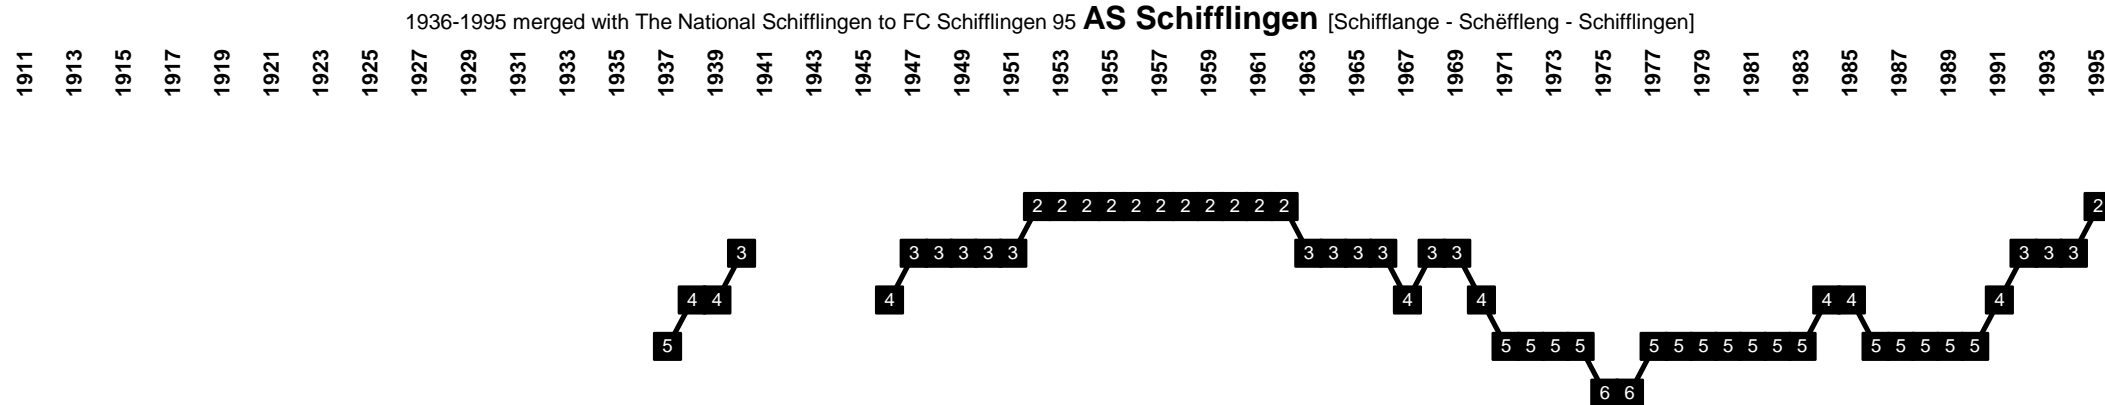 1936-1995 merged with The National Schifflingen to FC Schifflingen 95 AS Schifflingen [Schifflange - Schëffleng - Schifflingen]
1911 1913 1915 1917 1919 1921 1923 1925 1927 1929 1931 1933 1935 1937 1939 1941 1943 1945 1947 1949 1951 1953 1955 1957 1959 1961 1963 1965 1967 1969 1971 1973 1975 1977 1979 1981 1983 1985 1987 1989 1991 1993 1995
2 2 2 2 2 2 2 2 2 2 2 2
3 3 3 3 3 3 3 3 3 3 3 3 3 3 3
4 4 4 4 4 4 4 4
5 5 5 5 5 5 5 5 5 5 5 5 5 5 5 5 5
6 6